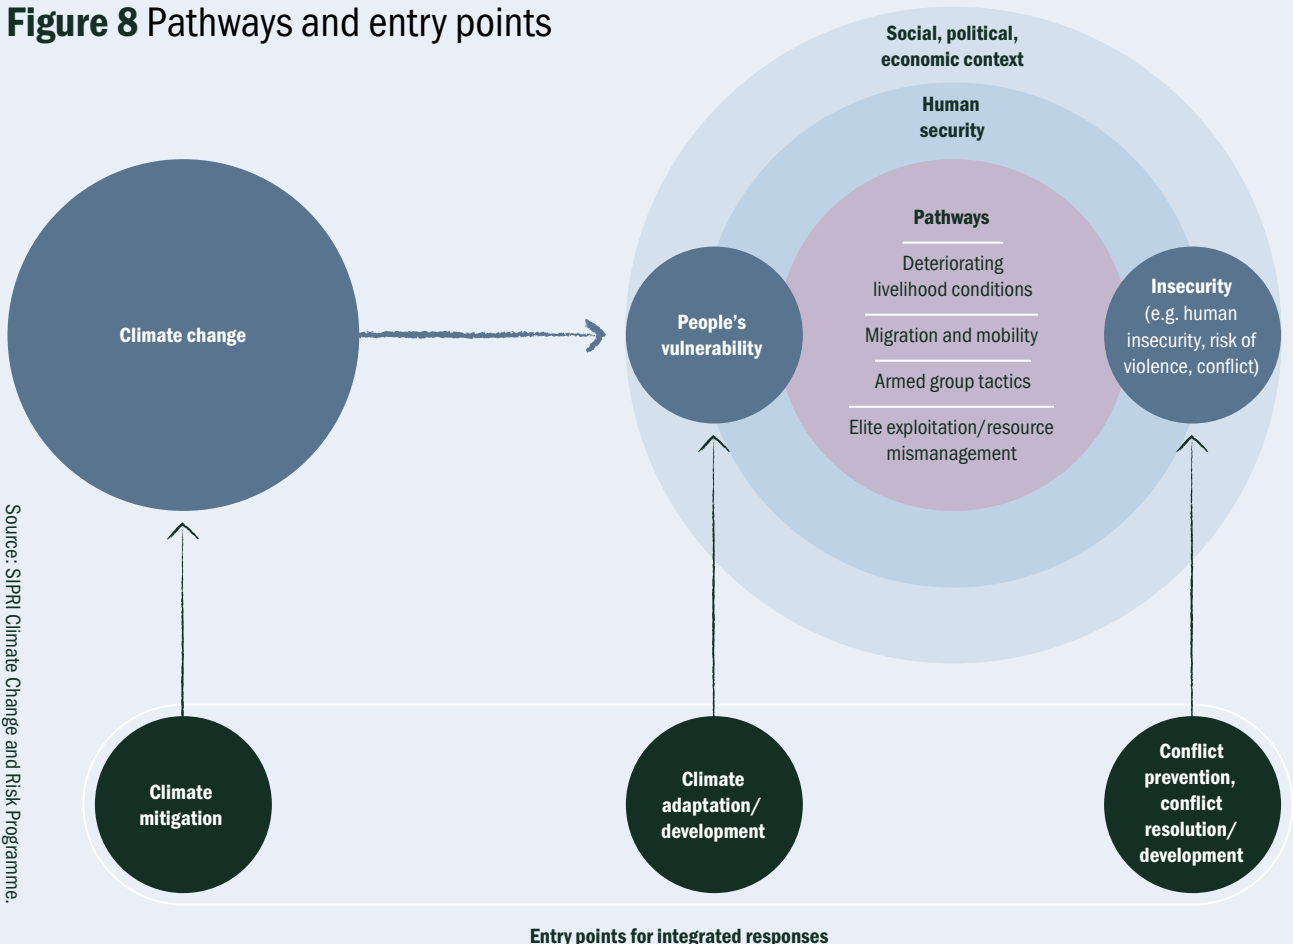 Figure 8 Pathways and entry points
Social, political,
economic context
Human
security
Pathways
Deteriorating
livelihood conditions
Migration and mobility
Armed group tactics
Elite exploitation/resource
mismanagement
Climate change
People’s
vulnerability
Insecurity
(e.g. human
insecurity, risk of
violence, conflict)
Climate
mitigation
Climate
adaptation/
development
Conflict
prevention,
conflict
resolution/
development
Entry points for integrated responses
Source: SIPRI Climate Change and Risk Programme.